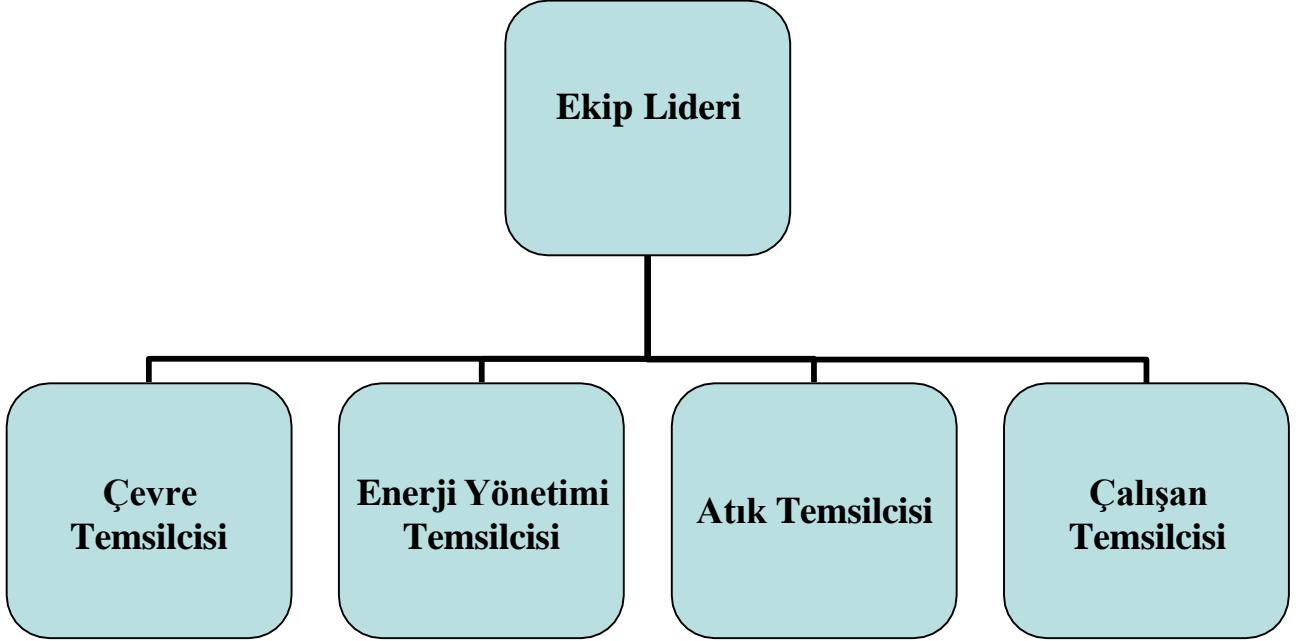 Ekip Lideri
Çevre
Temsilcisi
Enerji Yönetimi
Temsilcisi
Atık Temsilcisi
Çalışan
Temsilcisi